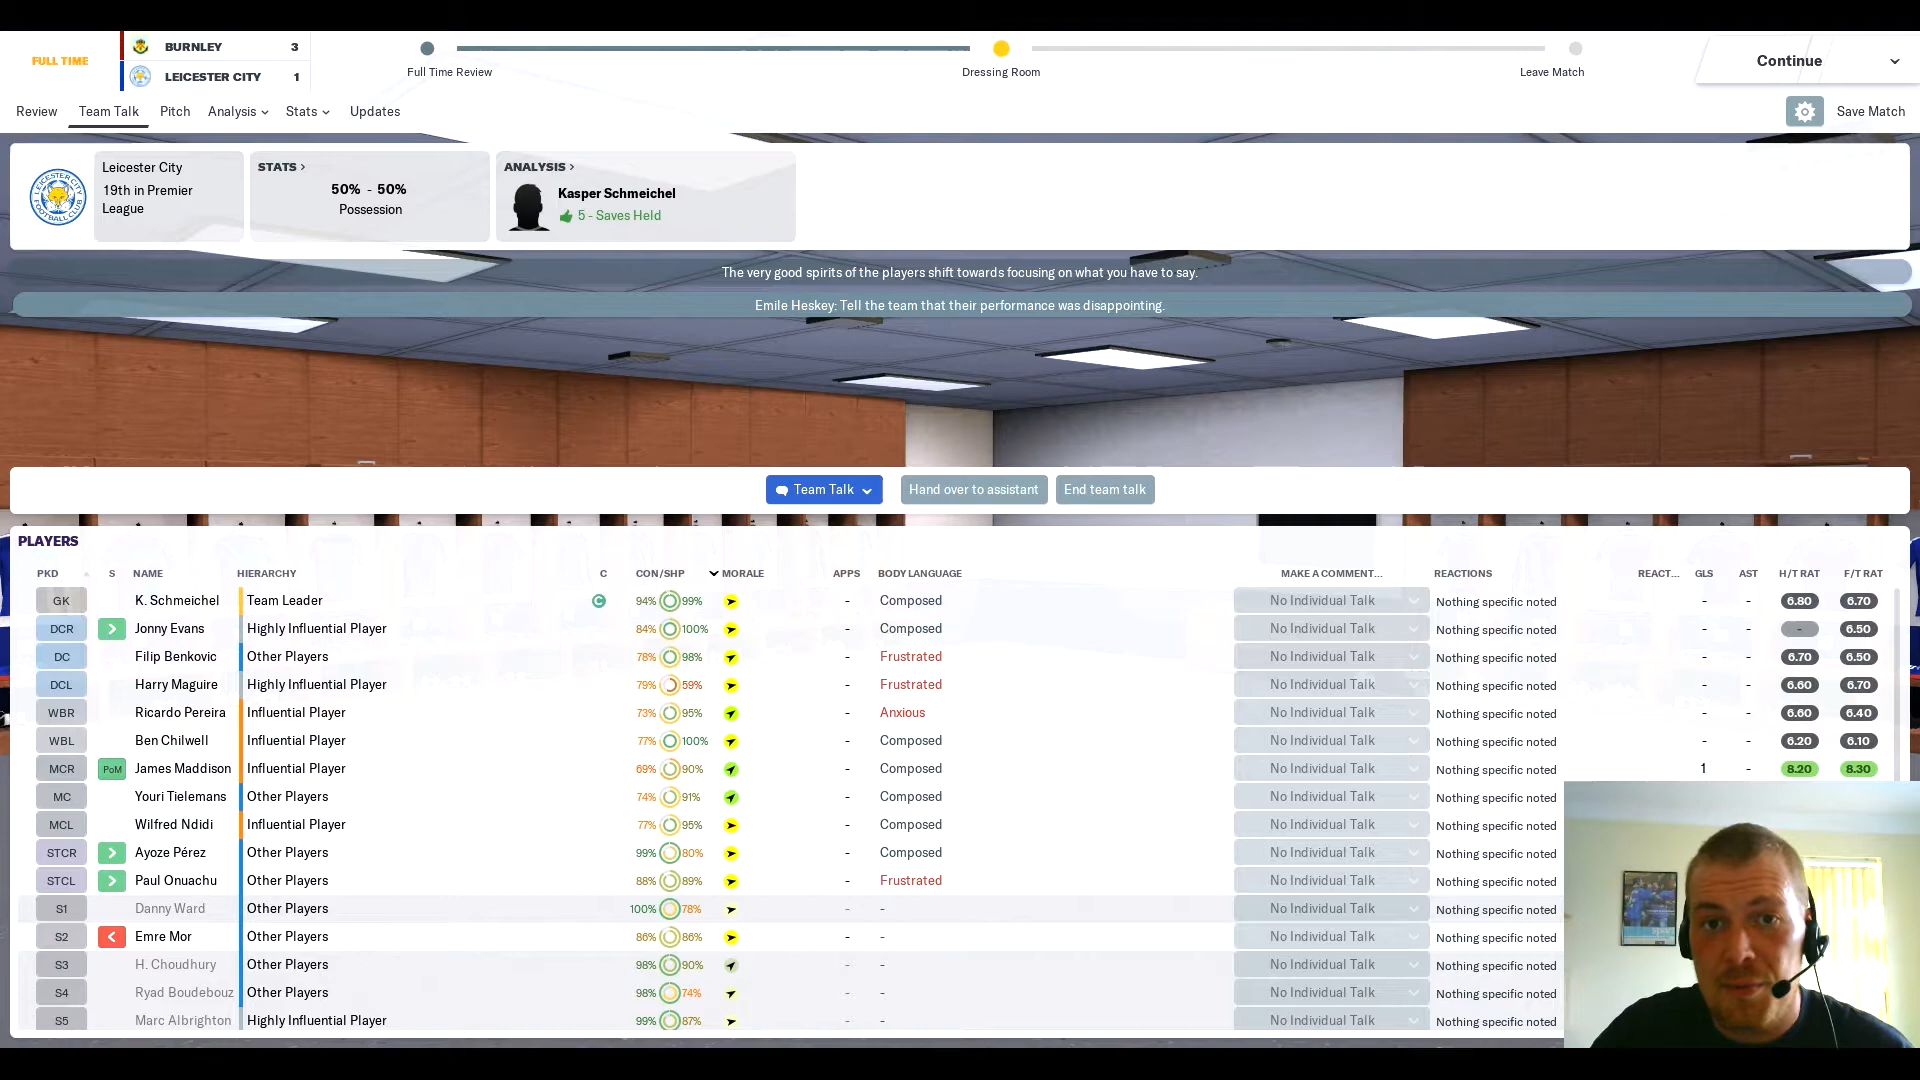 FULL TIME
BURNLEY 3
LEICESTER CITY 1
Full Time Review
Dressing Room
Leave Match
Continue
Review Team Talk Pitch Analysis Stats Updates
Save Match
Leicester City
19th in Premier
League
STATS >
50% - 50%
Possession
ANALYSIS >
Kasper Schmeichel
5 - Saves Held
The very good spirits of the players shift towards focusing on what you have to say.
Emile Heskey: Tell the team that their performance was disappointing.
Team Talk Hand over to assistant End team talk
PLAYERS
PKD S NAME HIERARCHY C CON/SHP MORALE APPS BODY LANGUAGE MAKE A COMMENT... REACTIONS REACT... GLS AST H/T RAT F/T RAT
GK K. Schmeichel Team Leader C 94% 99% - Composed No Individual Talk Nothing specific noted - - 6.80 6.70
DCR Jonny Evans Highly Influential Player 84% 100% - Composed No Individual Talk Nothing specific noted - - - 6.50
DC Filip Benkovic Other Players 78% 98% - Frustrated No Individual Talk Nothing specific noted - - 6.70 6.50
DCL Harry Maguire Highly Influential Player 79% 59% - Frustrated No Individual Talk Nothing specific noted - - 6.60 6.70
WBR Ricardo Pereira Influential Player 73% 95% - Anxious No Individual Talk Nothing specific noted - - 6.60 6.40
WBL Ben Chilwell Influential Player 77% 100% - Composed No Individual Talk Nothing specific noted - - 6.20 6.10
MCR PoM James Maddison Influential Player 69% 90% - Composed No Individual Talk Nothing specific noted 1 - 8.20 8.30
MC Youri Tielemans Other Players 74% 91% - Composed No Individual Talk Nothing specific noted
MCL Wilfred Ndidi Influential Player 77% 95% - Composed No Individual Talk Nothing specific noted
STCR Ayoze Pérez Other Players 99% 80% - Composed No Individual Talk Nothing specific noted
STCL Paul Onuachu Other Players 88% 89% - Frustrated No Individual Talk Nothing specific noted
S1 Danny Ward Other Players 100% 78% - - No Individual Talk Nothing specific noted
S2 Emre Mor Other Players 86% 86% - - No Individual Talk Nothing specific noted
S3 H. Choudhury Other Players 98% 90% - - No Individual Talk Nothing specific noted
S4 Ryad Boudebouz Other Players 98% 74% - - No Individual Talk Nothing specific noted
S5 Marc Albrighton Highly Influential Player 99% 87% - - No Individual Talk Nothing specific noted